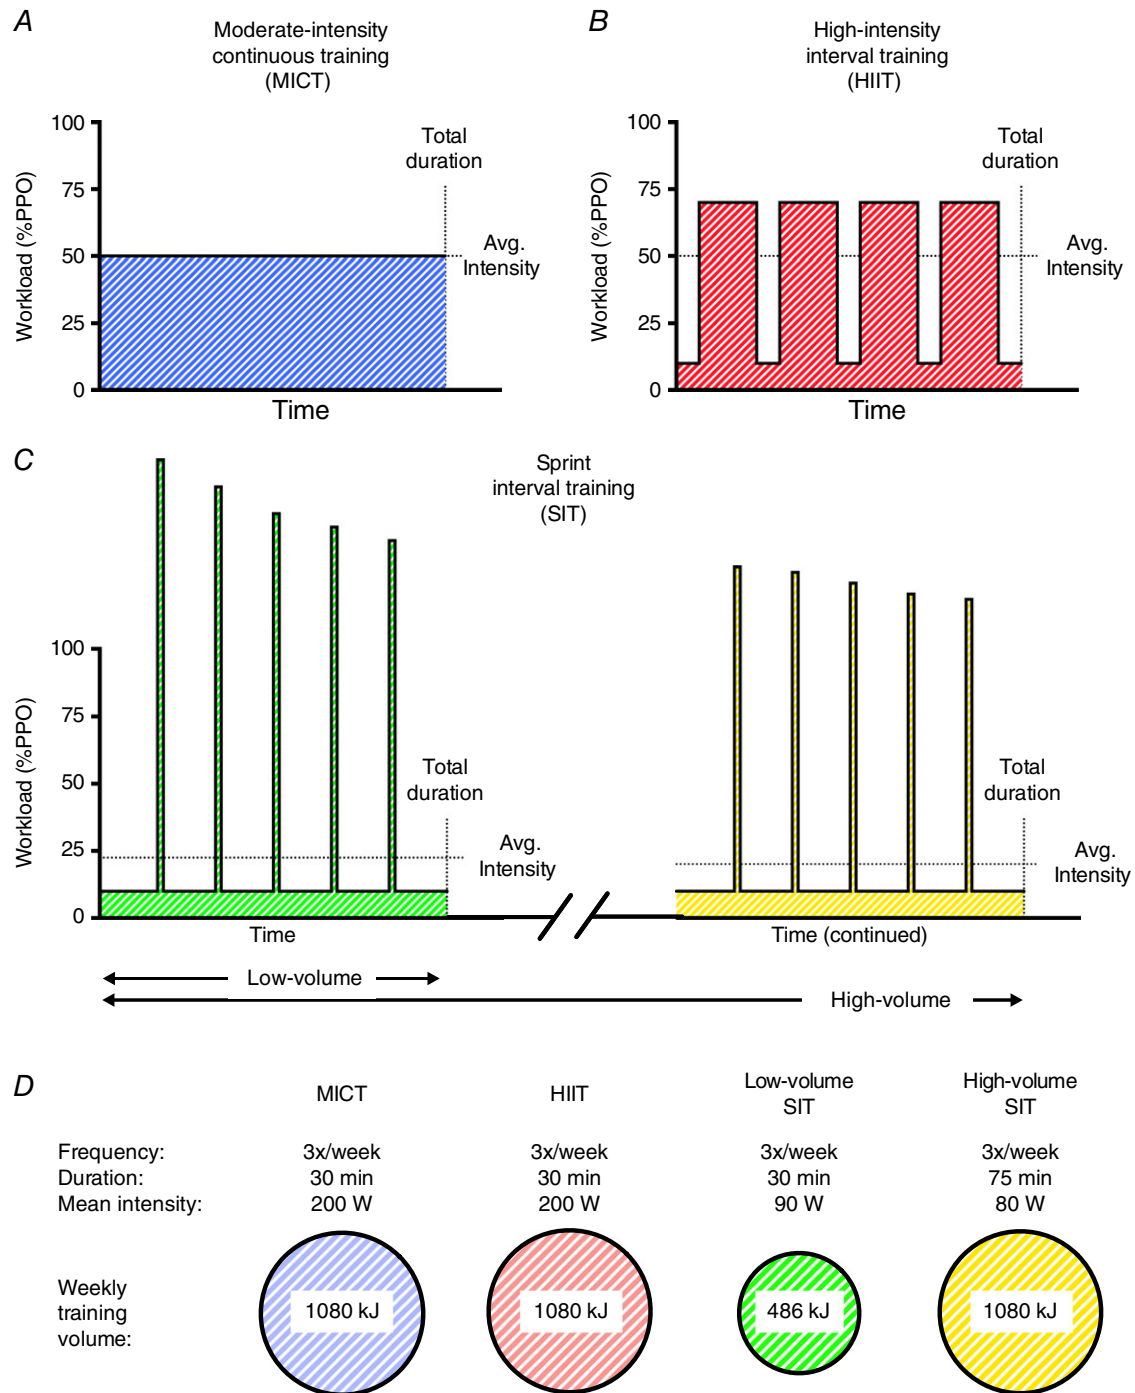 A
Moderate-intensity
continuous training
(MICT)
100
75
50
25
0
Workload (%PPO)
Total
duration
Avg.
Intensity
Time
B
High-intensity
interval training
(HIIT)
100
75
50
25
0
Workload (%PPO)
Total
duration
Avg.
Intensity
Time
C
Sprint
interval training
(SIT)
100
75
50
25
0
Workload (%PPO)
Total
duration
Avg.
Intensity
Time
Total
duration
Avg.
Intensity
Time (continued)
Low-volume
High-volume
D
MICT HIIT Low-volume SIT High-volume SIT
Frequency: 3x/week 3x/week 3x/week 3x/week
Duration: 30 min 30 min 30 min 75 min
Mean intensity: 200 W 200 W 90 W 80 W
Weekly
training
volume:
1080 kJ 1080 kJ 486 kJ 1080 kJ